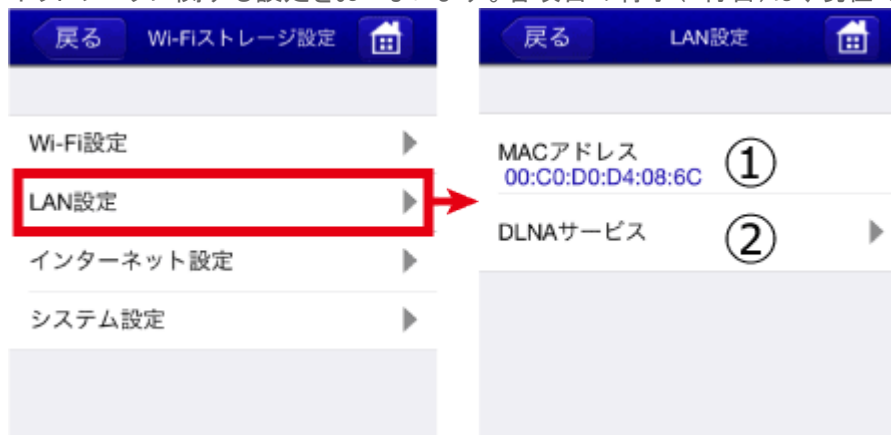 戻る Wi-Fiストレージ設定
Wi-Fi設定
LAN設定
インターネット設定
システム設定
戻る LAN設定
MACアドレス ①
00:C0:D0:D4:08:6C
DLNAサービス ②